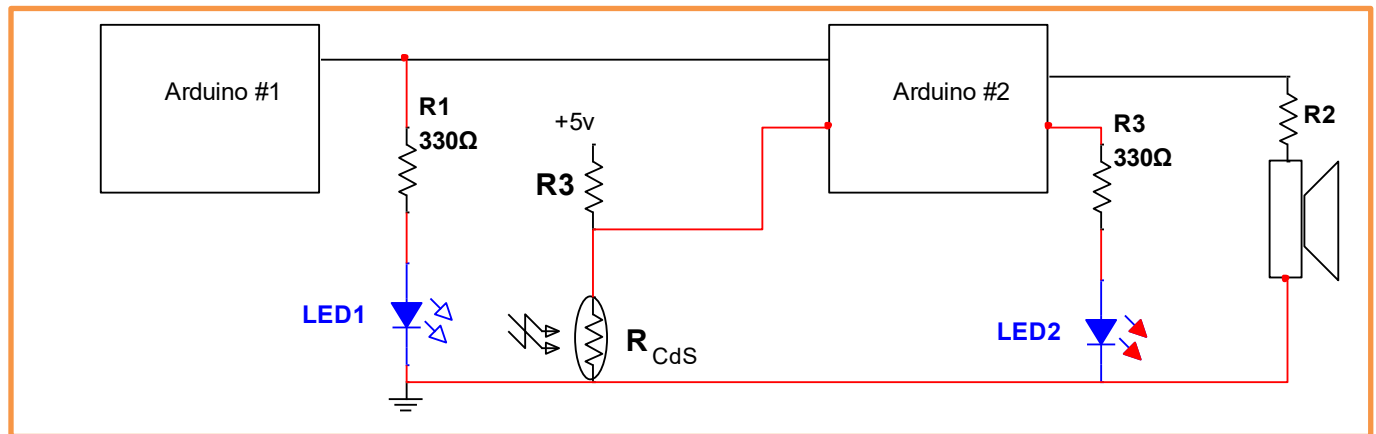 Arduino #1
R1
330Ω
LED1
+5v
R3
R CdS
Arduino #2
R3
330Ω
LED2
R2